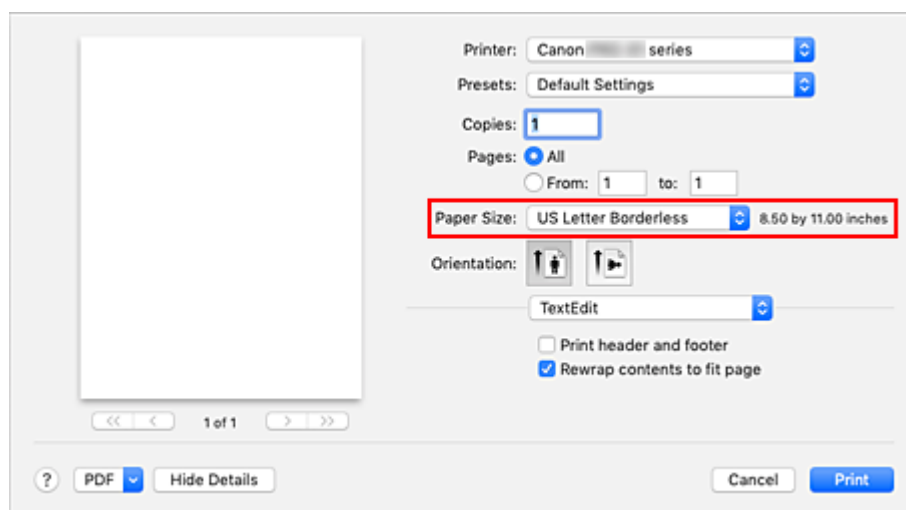 Printer: Canon series
Presets: Default Settings
Copies: 1
Pages: All
From: 1 to: 1
Paper Size: US Letter Borderless 8.50 by 11.00 inches
Orientation:
TextEdit
Print header and footer
Rewrap contents to fit page
<< < 1 of 1 > >>
? PDF Hide Details Cancel Print